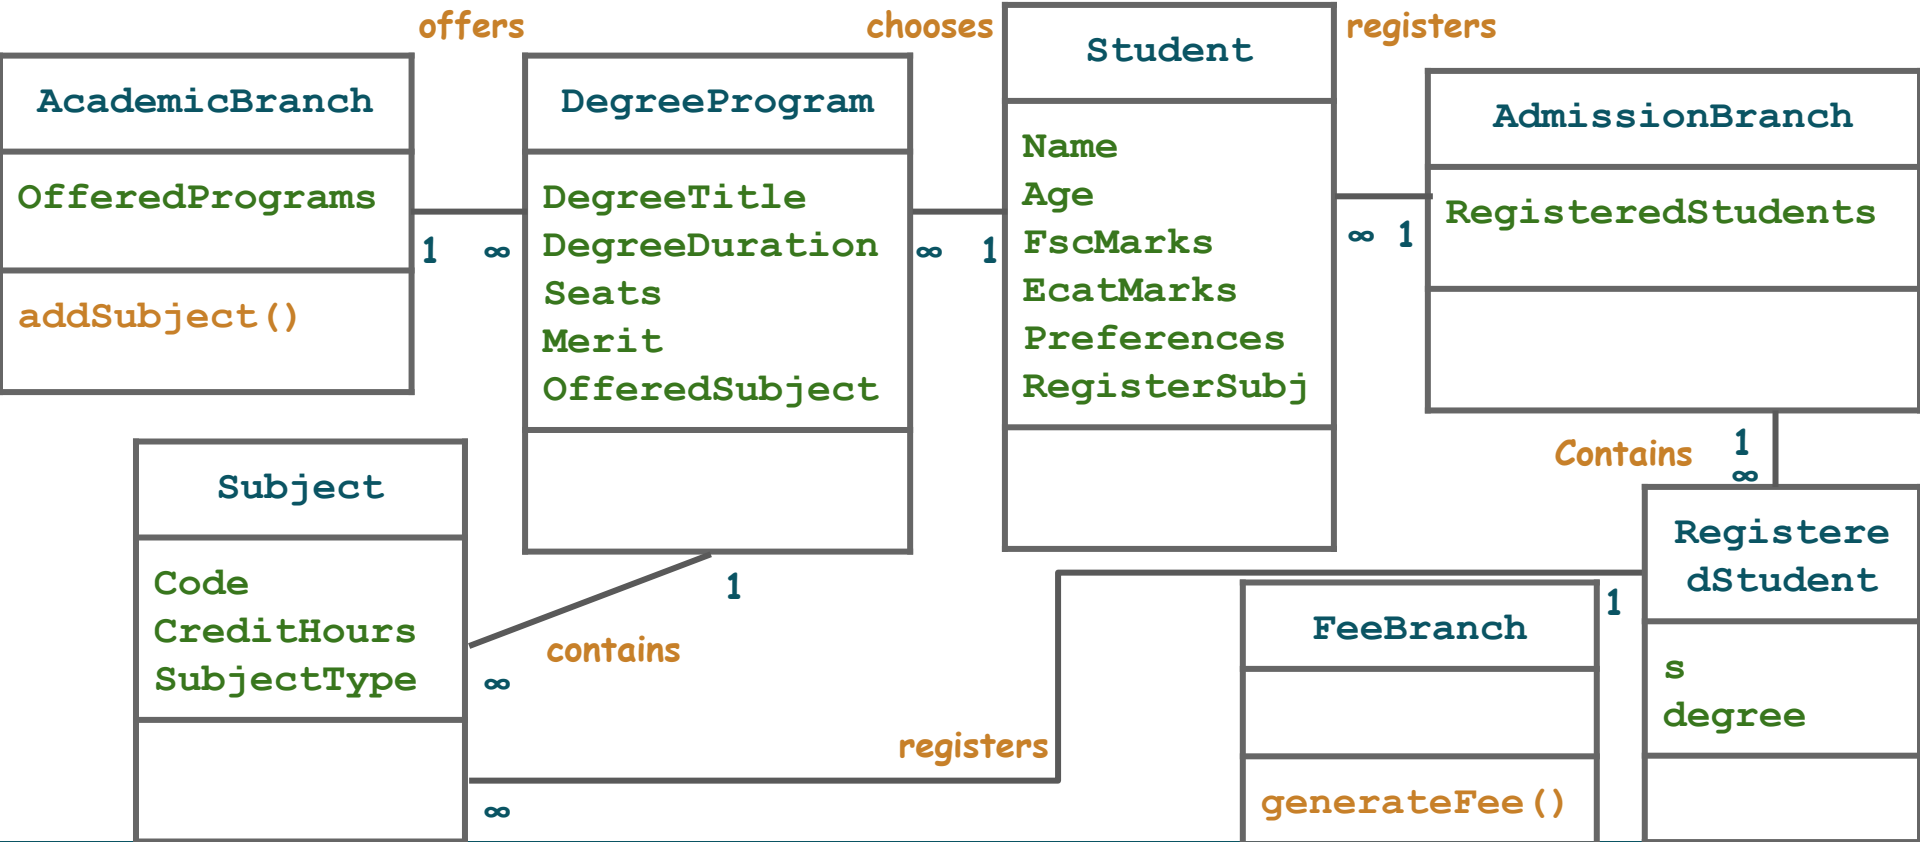 offers
chooses
registers
AcademicBranch
OfferedPrograms
addSubject()
1
∞
DegreeProgram
DegreeTitle
DegreeDuration
Seats
Merit
OfferedSubject
∞
1
Student
Name
Age
FscMarks
EcatMarks
Preferences
RegisterSubj
∞
1
AdmissionBranch
RegisteredStudents
Contains
1
∞
Subject
Code
CreditHours
SubjectType
1
contains
∞
registers
∞
FeeBranch
generateFee()
1
Registere
dStudent
s
degree